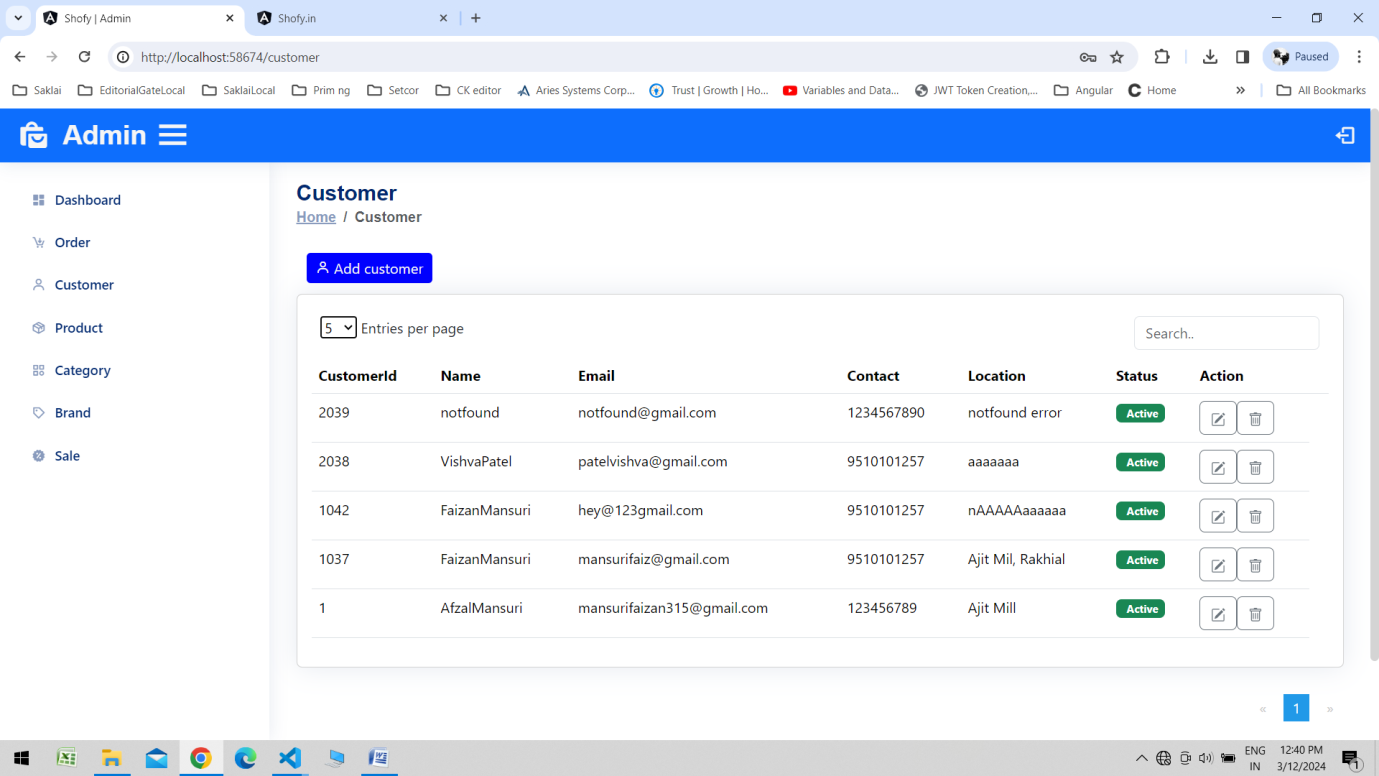 Shofy | Admin
Shofy.in
http://localhost:58674/customer
Paused
Saklai
EditorialGateLocal
SaklaiLocal
Prim ng
Setcor
CK editor
Aries Systems Corp...
Trust | Growth | Ho...
Variables and Data...
JWT Token Creation,...
Angular
Home
»
All Bookmarks
Admin
Dashboard
Order
Customer
Product
Category
Brand
Sale
Customer
Home / Customer
Add customer
5 Entries per page
Search..
CustomerId Name Email Contact Location Status Action
2039 notfound notfound@gmail.com 1234567890 notfound error Active
2038 VishvaPatel patelvishva@gmail.com 9510101257 aaaaaaa Active
1042 FaizanMansuri hey@123gmail.com 9510101257 nAAAAAaaaaaa Active
1037 FaizanMansuri mansurifaiz@gmail.com 9510101257 Ajit Mil, Rakhial Active
1 AfzalMansuri mansurifaizan315@gmail.com 123456789 Ajit Mill Active
« 1 »
ENG
IN
12:40 PM
3/12/2024
1